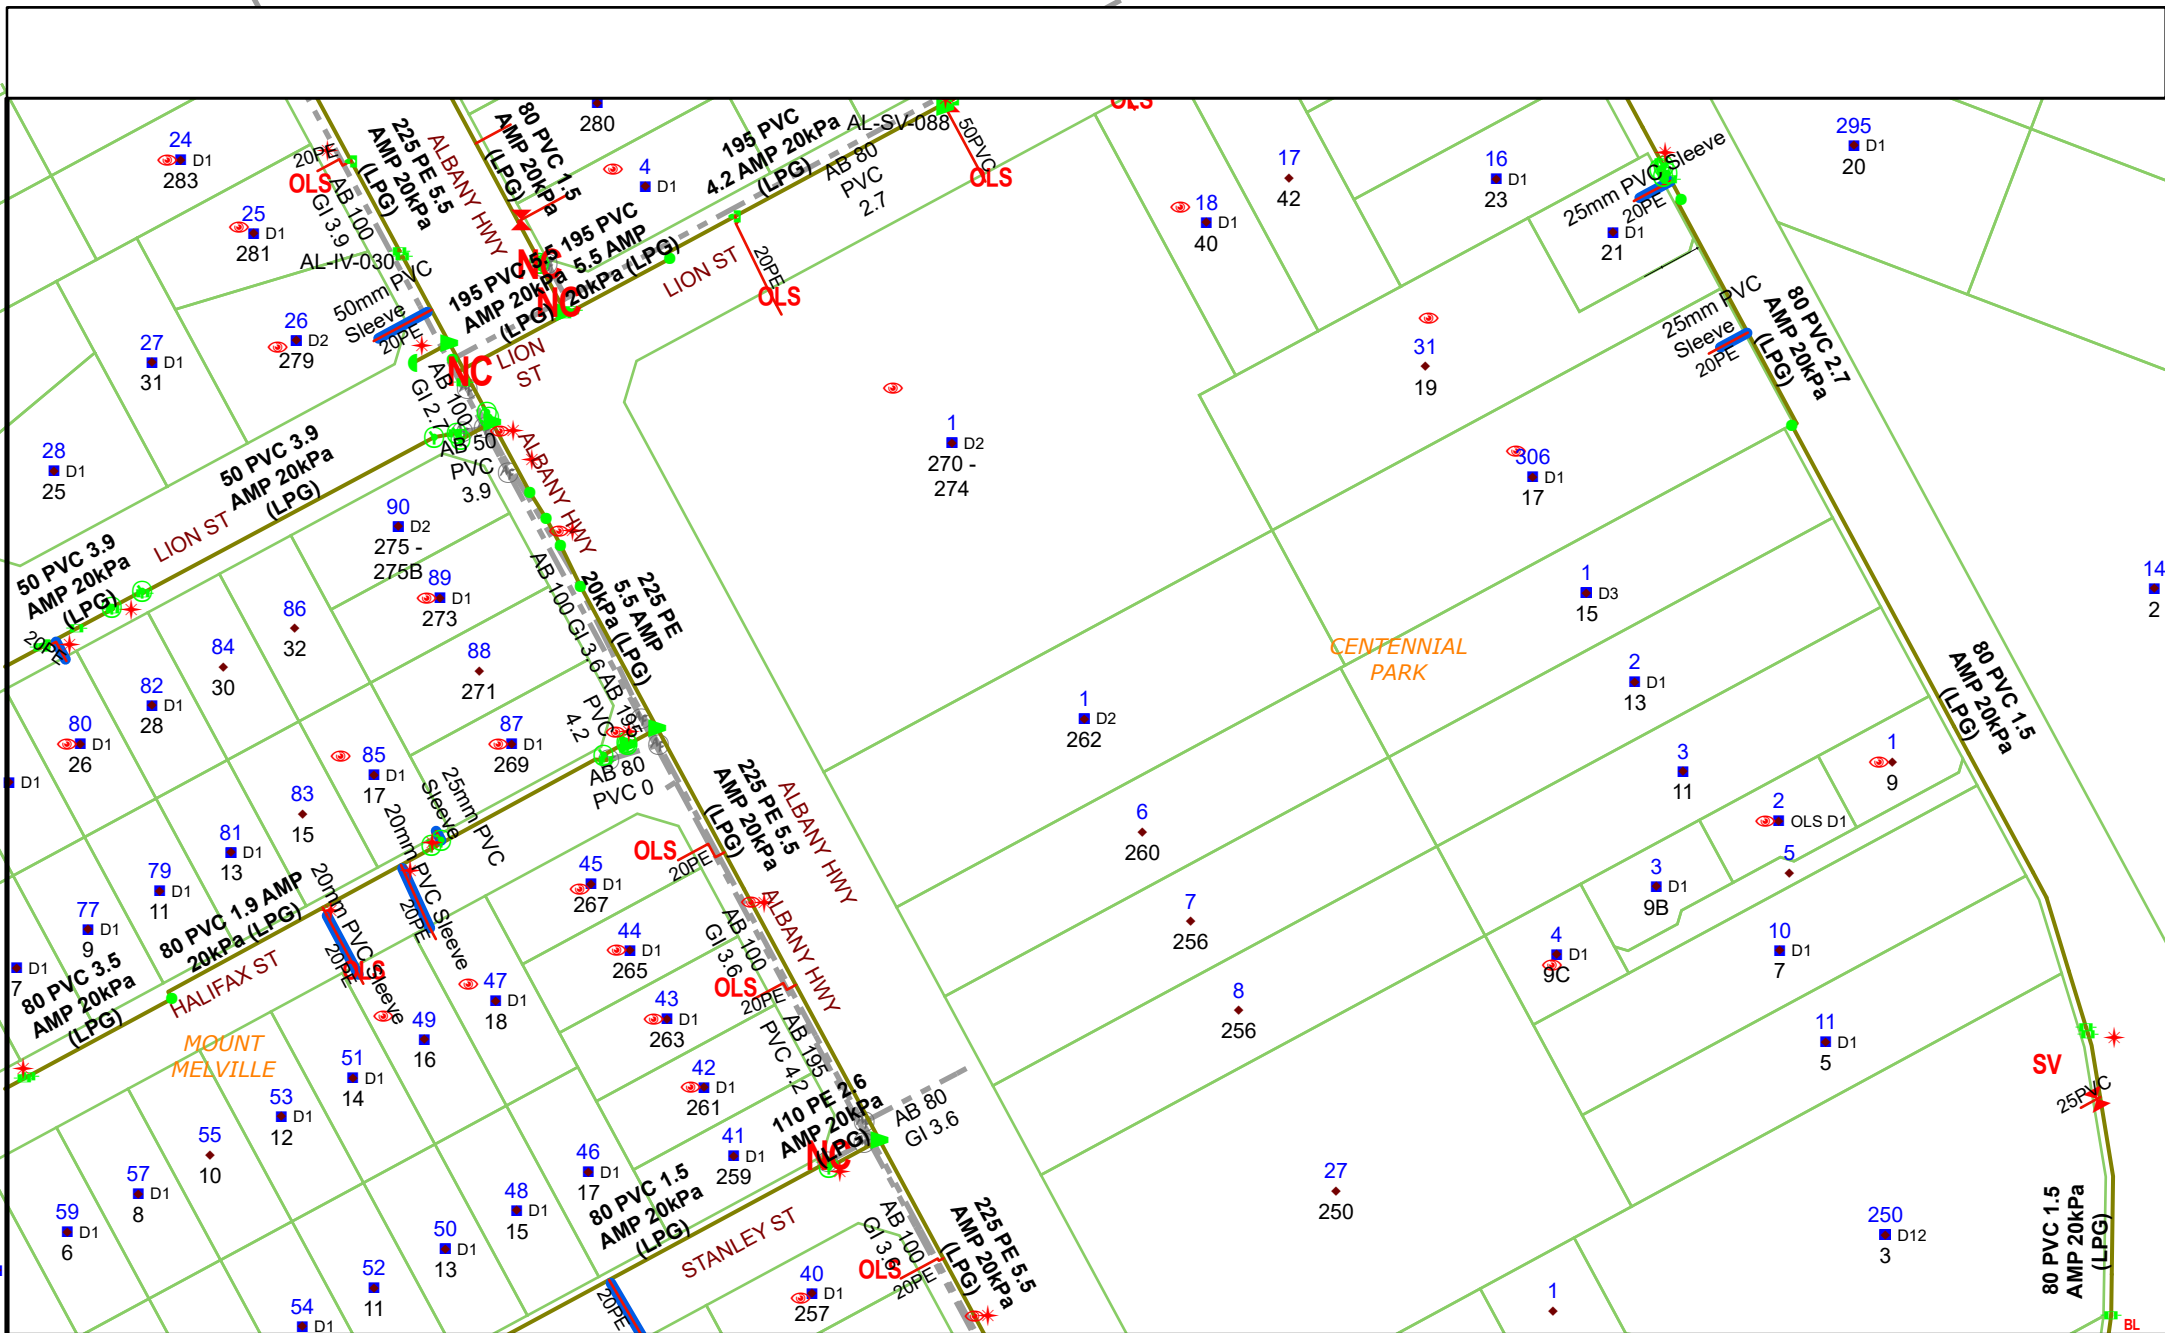 24
D1
283
25
D1
281
26
D2
279
27
D1
31
28
D1
25
20PE
OLS
AB 100
GI 3.9
225 PE 5.5
AMP 20kPa
(LPG)
ALBANY HWY
80 PVC 1.5
AMP 20kPa
(LPG)
280
4
D1
195 PVC
4.2 AMP 20kPa
(LPG)
AL-SV-088
AB 80
PVC
2.7
50PVC
OLS
OLS
AL-IV-030
50mm PVC
Sleeve
20PE
NC
NC
NC
195 PVC 5.5
AMP 20kPa
(LPG)
195 PVC
5.5 AMP
20kPa (LPG)
LION ST
20PE
OLS
LION
ST
AB 100
GI 2.7
AB 50
PVC
3.9
ALBANY HWY
50 PVC 3.9
AMP 20kPa
(LPG)
LION ST
50 PVC 3.9
AMP 20kPa
(LPG)
20PE
18
D1
40
17
42
16
D1
23
25mm PVC Sleeve
20PE
D1
21
295
D1
20
25mm PVC
Sleeve
20PE
80 PVC 2.7
AMP 20kPa
(LPG)
31
19
1
D2
270 -
274
306
D1
17
90
D2
275 -
275B
89
D1
273
88
271
87
D1
269
86
32
84
30
82
D1
28
80
D1
26
D1
AB 100 GI 3.6
225 PE
5.5 AMP
20kPa (LPG)
AB 195
PVC
4.2
AB 80
PVC 0
1
D3
15
CENTENNIAL
PARK
2
D1
13
14
2
1
D2
262
3
11
1
9
2
OLS D1
80 PVC 1.5
AMP 20kPa
(LPG)
85
D1
17
83
15
81
D1
13
79
D1
11
77
D1
9
D1
7
25mm PVC
Sleeve
20mm PVC Sleeve
20PE
20mm PVC Sleeve
20PE
80 PVC 1.9 AMP
20kPa (LPG)
HALIFAX ST
80 PVC 3.5
AMP 20kPa
(LPG)
MOUNT
MELVILLE
225 PE 5.5
AMP 20kPa
(LPG)
ALBANY HWY
ALBANY HWY
OLS
20PE
45
D1
267
44
D1
265
43
D1
263
42
D1
261
41
D1
259
AB 100
GI 3.6
OLS
20PE
AB 195
PVC 4.2
6
260
7
256
8
256
5
3
D1
9B
4
D1
9C
10
D1
7
11
D1
5
SV
25PVC
47
D1
18
49
16
51
D1
14
53
D1
12
55
10
57
D1
8
59
D1
6
110 PE 2.6
AMP 20kPa
(LPG)
NC
AB 80
GI 3.6
46
D1
17
48
D1
15
50
D1
13
52
11
54
D1
80 PVC 1.5
AMP 20kPa
(LPG)
STANLEY ST
20PE
AB 100
GI 3.6
OLS
20PE
225 PE 5.5
AMP 20kPa
(LPG)
40
D1
257
27
250
1
250
D12
3
80 PVC 1.5
AMP 20kPa
(LPG)
BL